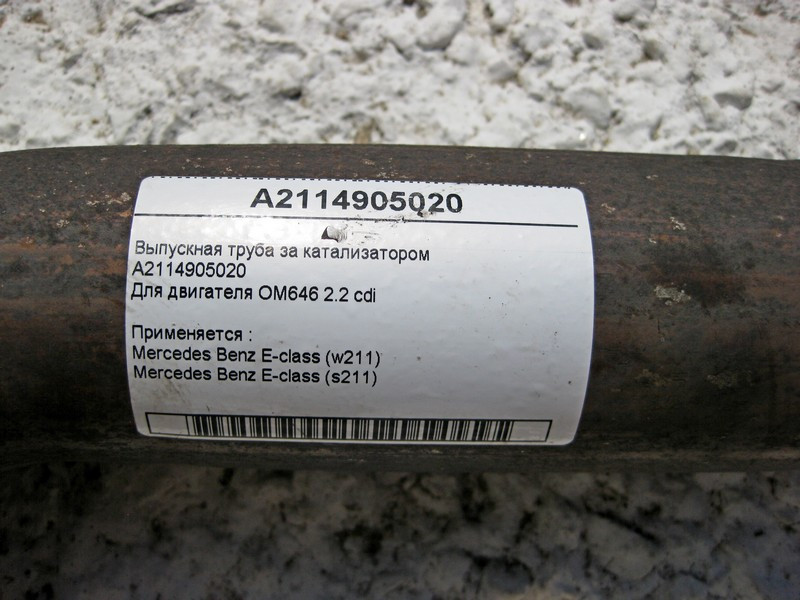 A2114905020
Выпускная труба за катализатором
A2114905020
Для двигателя OM646 2.2 cdi
Применяется :
Mercedes Benz E-class (w211)
Mercedes Benz E-class (s211)